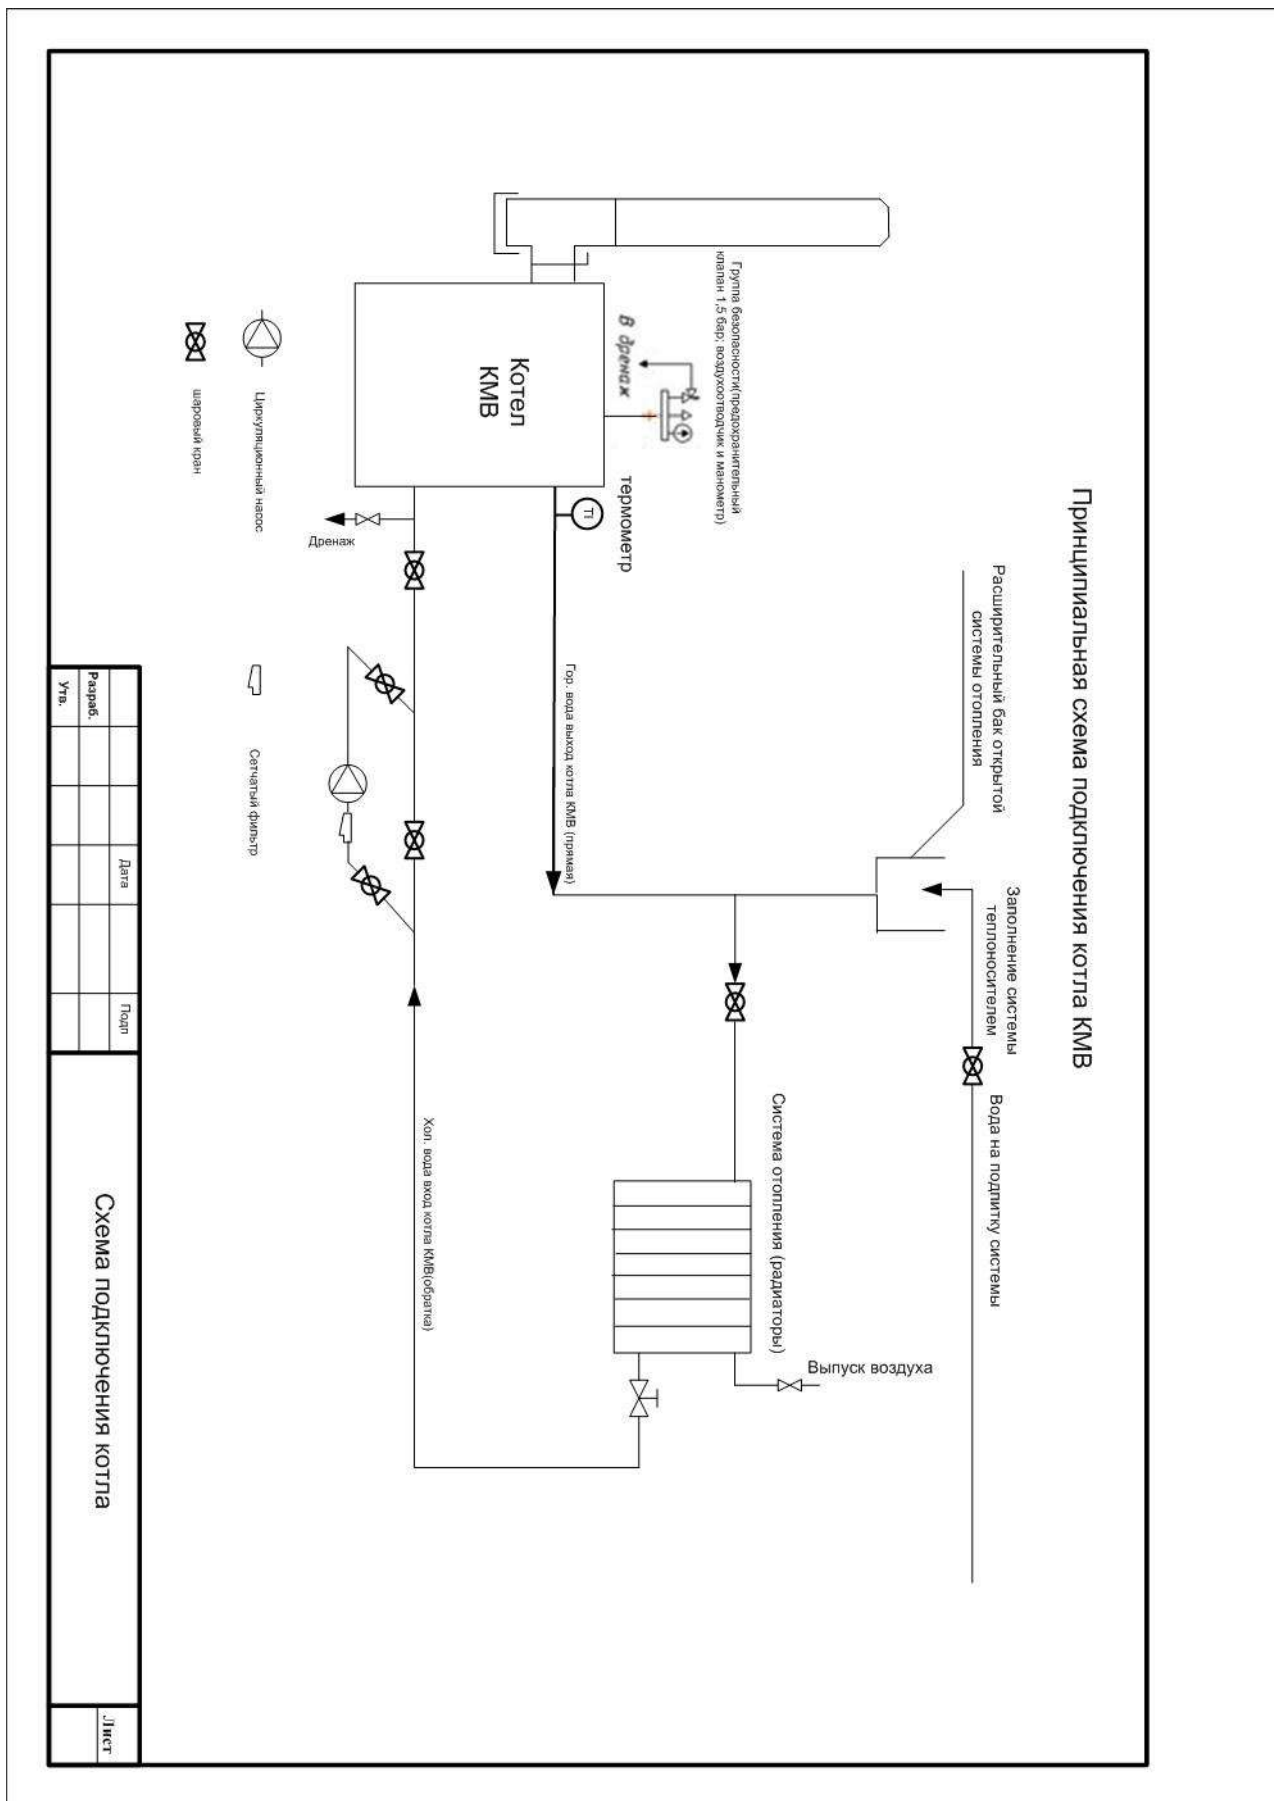 Принципиальная схема подключения котла КМВ
Расширительный бак открытой
системы отопления
Заполнение системы
теплоносителем
Вода на подпитку системы
Группа безопасности(предохранительный
клапан 1,5 бар; воздухоотводчик и манометр)
В дренаж
термометр
TI
Котел
КМВ
Гор. вода выход котла КМВ (прямая)
Система отопления (радиаторы)
Выпуск воздуха
Дренаж
Хол. вода вход котла КМВ(обратка)
Циркуляционный насос
шаровый кран
Сетчатый фильтр
Дата
Подп
Разраб.
Утв.
Схема подключения котла
Лист